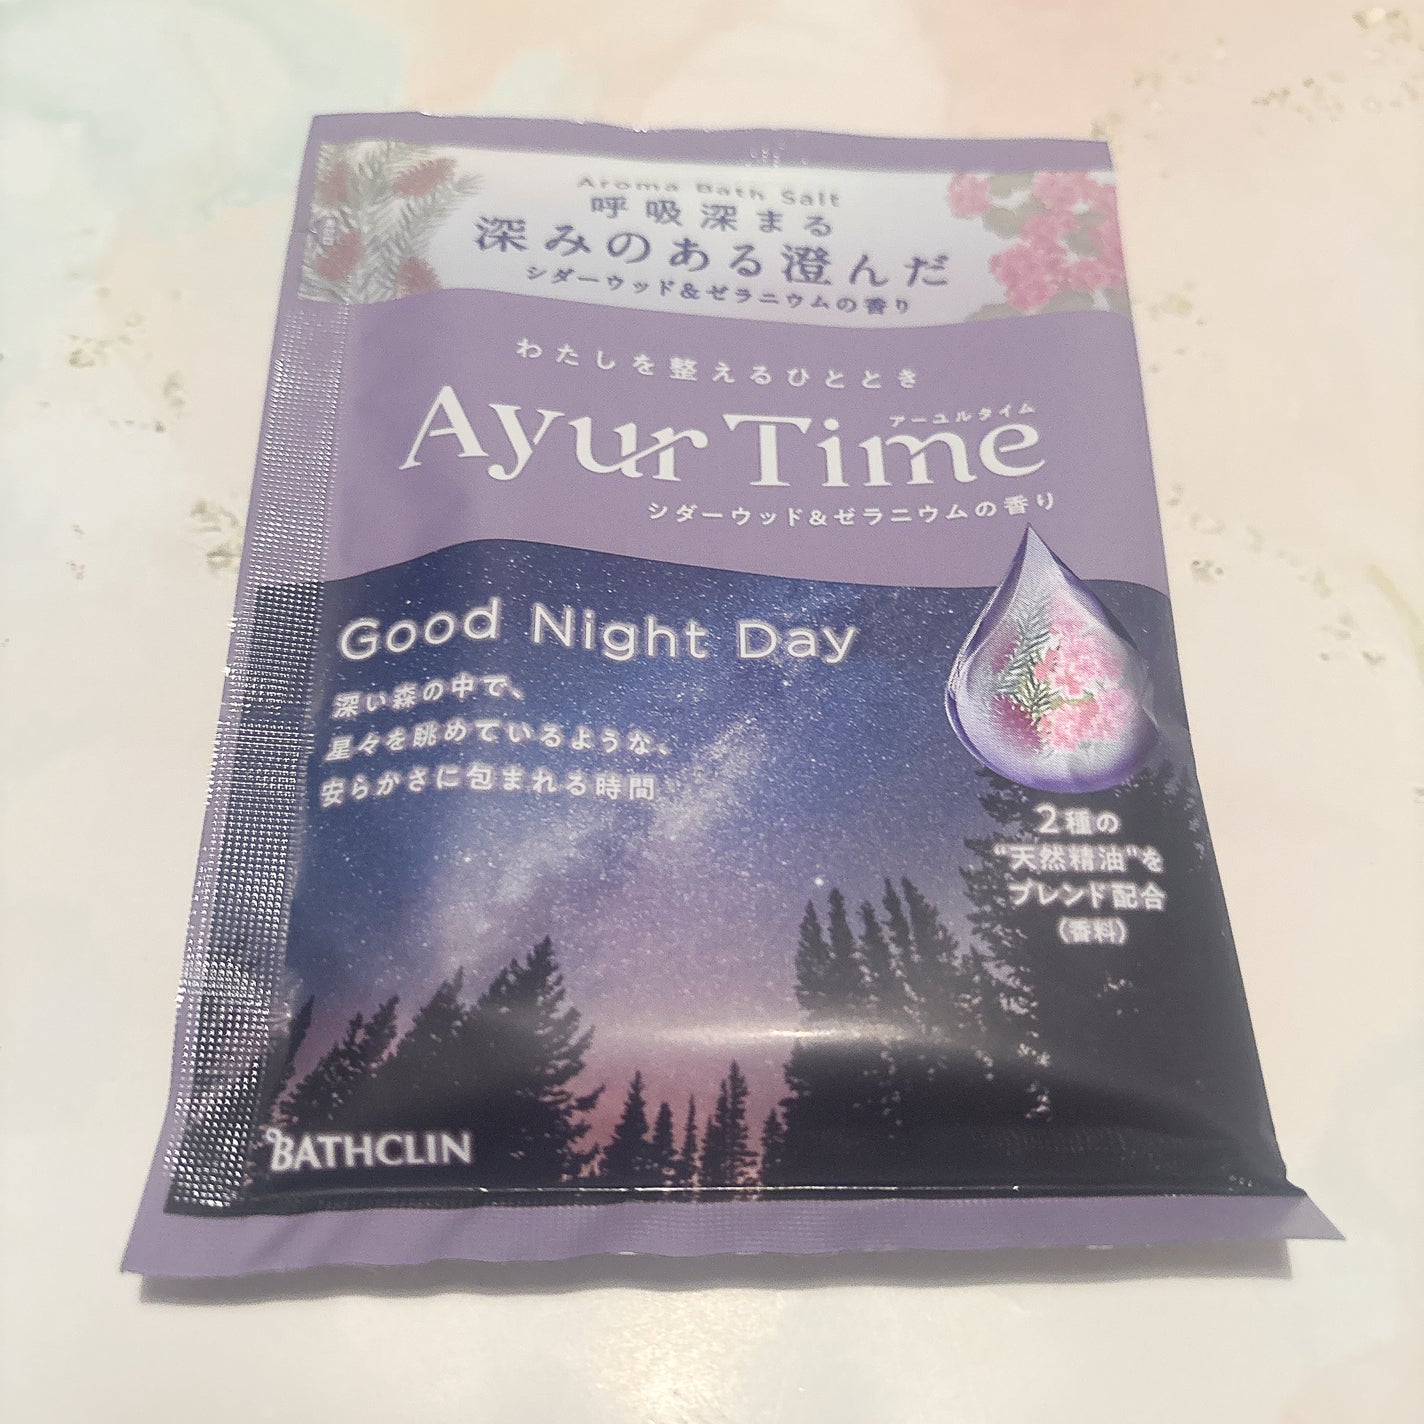 Aroma Bath Salt
呼吸深まる
深みのある澄んだ
シダーウッド&ゼラニウムの香り
わたしを整えるひととき
アーユルタイム
Ayur Time
シダーウッド&ゼラニウムの香り
Good Night Day
深い森の中で、
星々を眺めているような、
安らかさに包まれる時間
2種の
“天然精油”を
ブレンド配合
(香料)
BATHCLIN